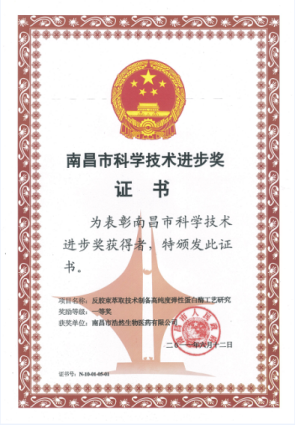 南昌市科学技术进步奖
证 书
为表彰南昌市科学技术
进步奖获得者，特颁发此证
书。
项目名称：反胶束萃取技术制备高纯度弹性蛋白酶工艺研究
奖励等级：一等奖
获奖单位：南昌市浩然生物医药有限公司
证书号：